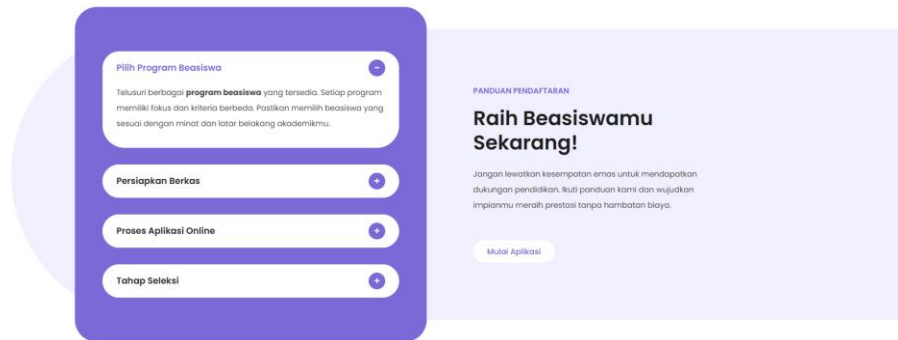 Pilih Program Beasiswa
Telusuri berbagai program beasiswa yang tersedia. Setiap program
memiliki fokus dan kriteria berbeda. Pastikan memilih beasiswa yang
sesuai dengan minat dan latar belakang akademikmu.
Persiapkan Berkas
Proses Aplikasi Online
Tahap Seleksi
PANDUAN PENDAFTARAN
Raih Beasiswamu
Sekarang!
Jangan lewatkan kesempatan emas untuk mendapatkan
dukungan pendidikan. Ikuti panduan kami dan wujudkan
impianmu meraih prestasi tanpa hambatan biaya.
Mulai Aplikasi